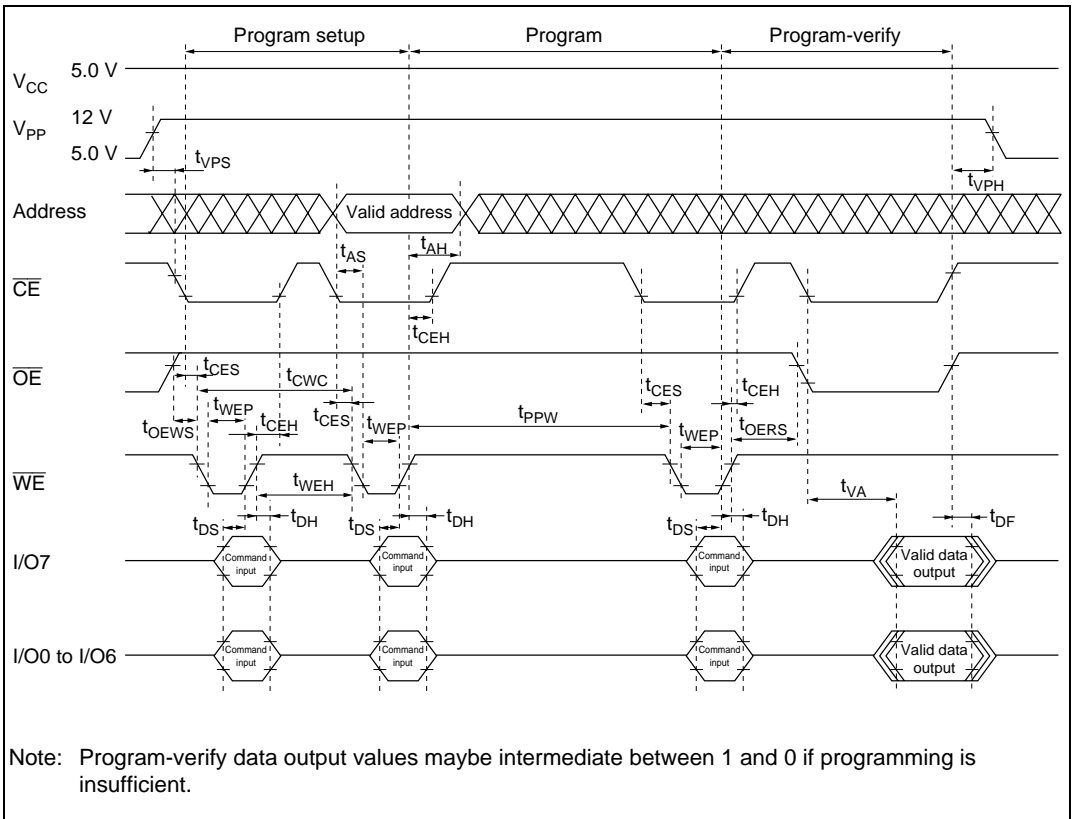 Program setup Program Program-verify
VCC 5.0 V
VPP 12 V
5.0 V
tVPS
tVPH
Address Valid address
tAS tAH
CE
tCEH
OE
tCES tCWC tCES tCEH
tOEWS tWEP tCEH tCES tWEP tPPW tWEP tOERS
WE
tWEH tVA
tDS tDH tDS tDH tDS tDH tDF
I/O7 Command input Command input Command input Valid data output
I/O0 to I/O6 Command input Command input Command input Valid data output
Note: Program-verify data output values maybe intermediate between 1 and 0 if programming is
insufficient.